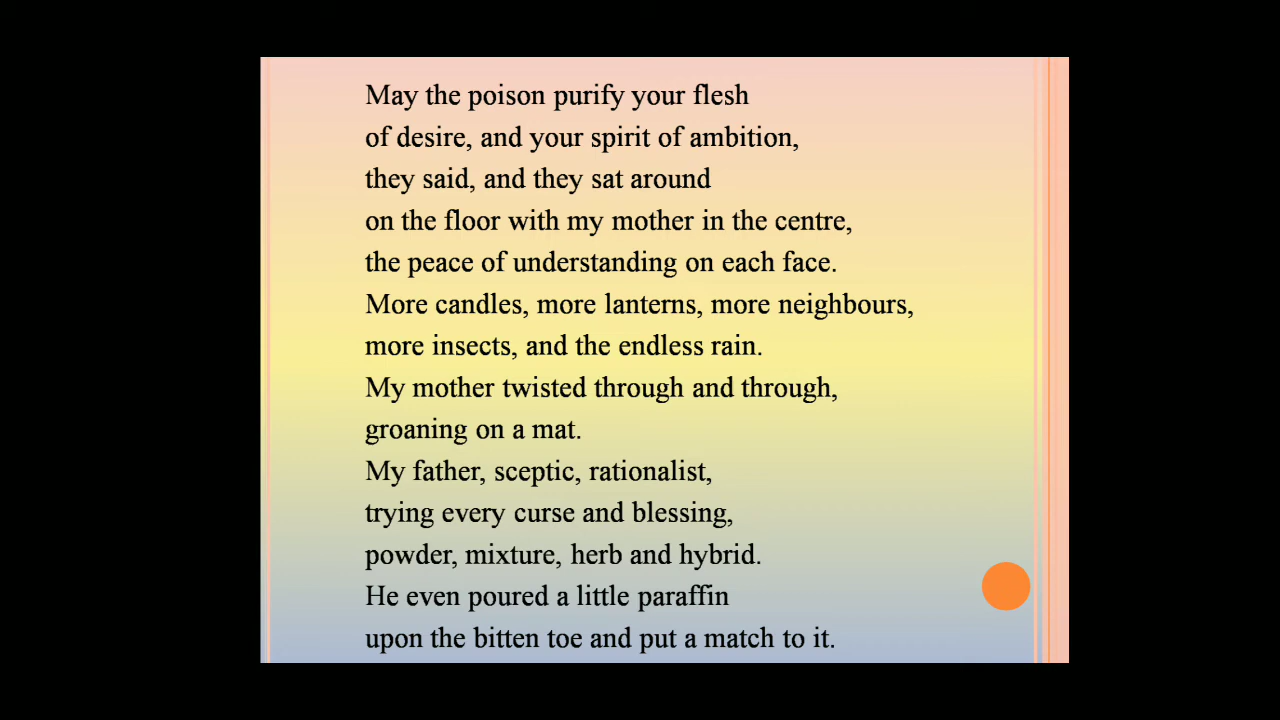 May the poison purify your flesh
of desire, and your spirit of ambition,
they said, and they sat around
on the floor with my mother in the centre,
the peace of understanding on each face.
More candles, more lanterns, more neighbours,
more insects, and the endless rain.
My mother twisted through and through,
groaning on a mat.
My father, sceptic, rationalist,
trying every curse and blessing,
powder, mixture, herb and hybrid.
He even poured a little paraffin
upon the bitten toe and put a match to it.